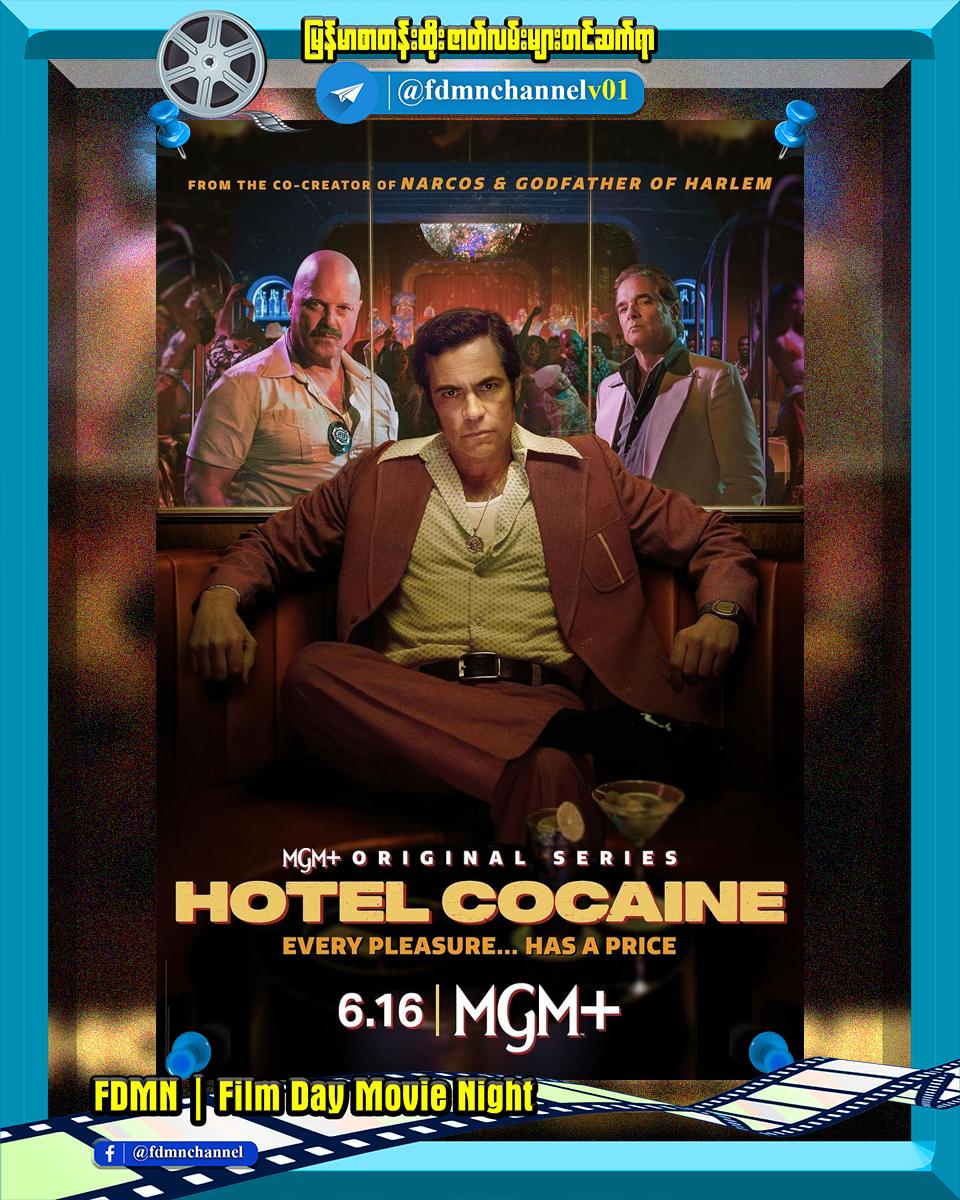 မြန်မာစာတန်းထိုးဇာတ်လမ်းများတင်ဆက်ရာ
@fdmnchannelv01
FROM THE CO-CREATOR OF NARCOS & GODFATHER OF HARLEM
MGM+ ORIGINAL SERIES
HOTEL COCAINE
EVERY PLEASURE... HAS A PRICE
6.16 | MGM+
FDMN | Film Day Movie Night
@fdmnchannel